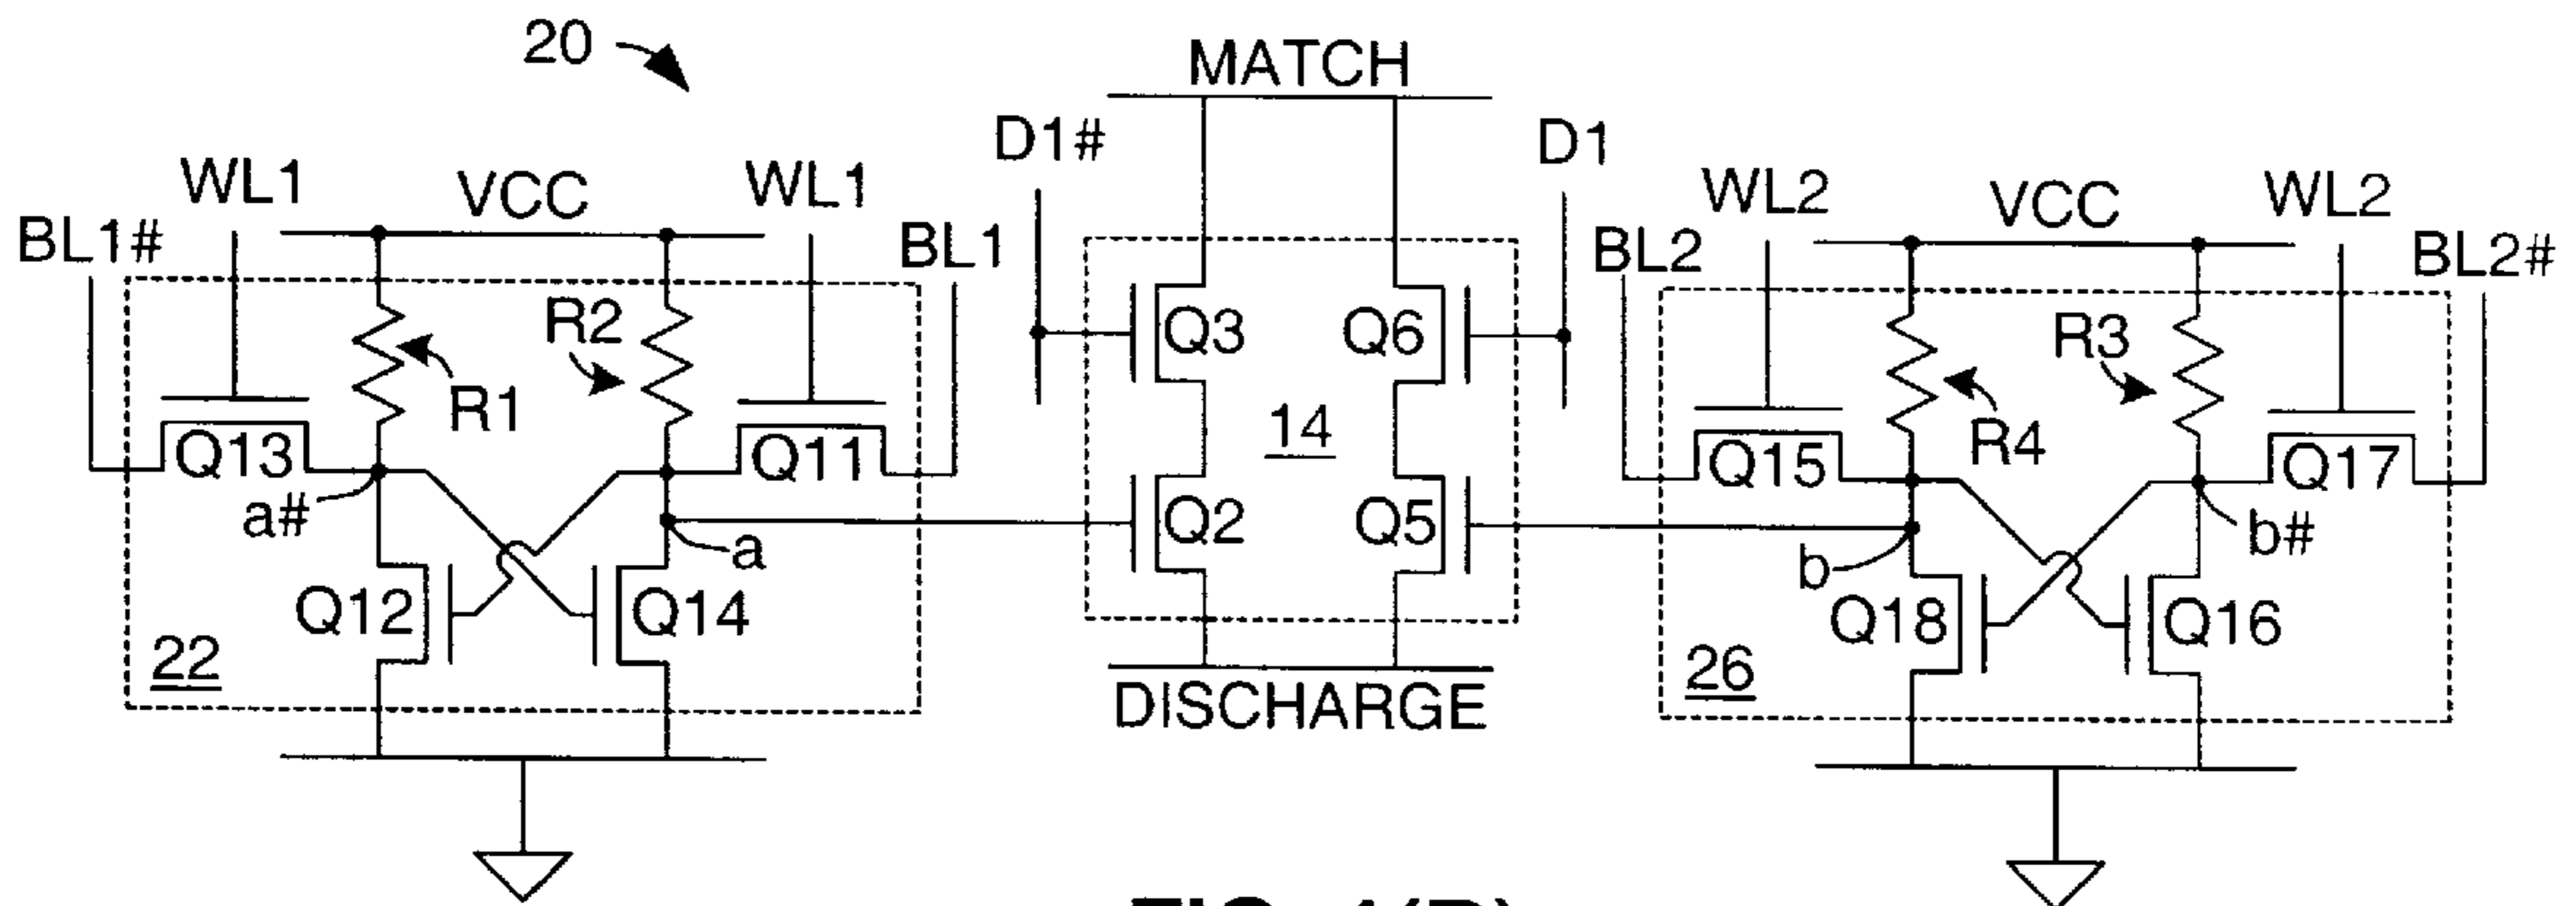 20
MATCH
D1#
D1
WL1
VCC
WL1
WL2
VCC
WL2
BL1#
BL1
BL2
BL2#
R2
Q3
Q6
R3
R1
14
R4
Q13
Q11
Q15
Q17
a#
a
Q2
Q5
b
b#
Q12
Q14
Q18
Q16
22
26
DISCHARGE